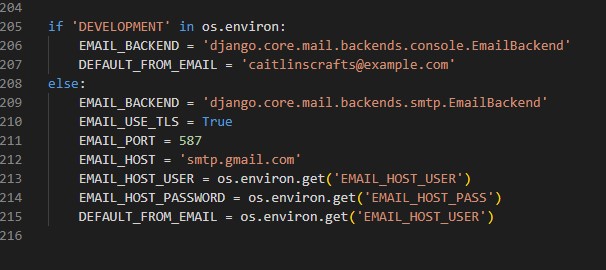 204
205 if 'DEVELOPMENT' in os.environ:
206 EMAIL_BACKEND = 'django.core.mail.backends.console.EmailBackend'
207 DEFAULT_FROM_EMAIL = 'caitlinscrafts@example.com'
208 else:
209 EMAIL_BACKEND = 'django.core.mail.backends.smtp.EmailBackend'
210 EMAIL_USE_TLS = True
211 EMAIL_PORT = 587
212 EMAIL_HOST = 'smtp.gmail.com'
213 EMAIL_HOST_USER = os.environ.get('EMAIL_HOST_USER')
214 EMAIL_HOST_PASSWORD = os.environ.get('EMAIL_HOST_PASS')
215 DEFAULT_FROM_EMAIL = os.environ.get('EMAIL_HOST_USER')
216